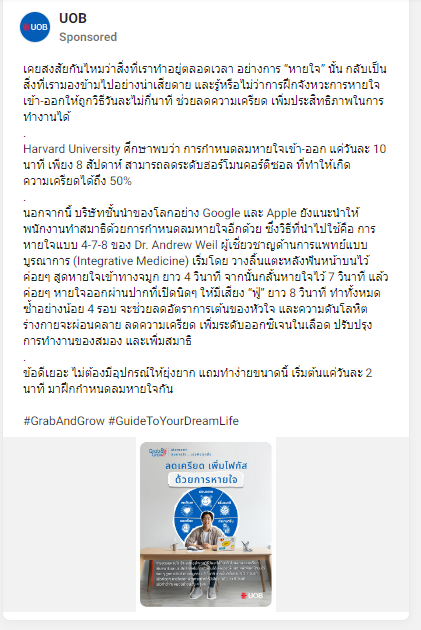 UOB
UOB
Sponsored
เคยสงสัยกันไหมว่าสิ่งที่เราทำอยู่ตลอดเวลา อย่างการ "หายใจ" นั้น กลับเป็น
สิ่งที่เรามองข้ามไปอย่างน่าเสียดาย และรู้หรือไม่ว่าการฝึกจังหวะการหายใจ
เข้า-ออกให้ถูกวิธีวันละไม่กี่นาที ช่วยลดความเครียด เพิ่มประสิทธิภาพในการ
ทำงานได้
.
Harvard University ศึกษาพบว่า การกำหนดลมหายใจเข้า-ออก แค่วันละ 10
นาที เพียง 8 สัปดาห์ สามารถลดระดับฮอร์โมนคอร์ติซอล ที่ทำให้เกิด
ความเครียดได้ถึง 50%
.
นอกจากนี้ บริษัทชั้นนำของโลกอย่าง Google และ Apple ยังแนะนำให้
พนักงานทำสมาธิด้วยการกำหนดลมหายใจอีกด้วย ซึ่งวิธีที่นำไปใช้คือ การ
หายใจแบบ 4-7-8 ของ Dr. Andrew Weil ผู้เชี่ยวชาญด้านการแพทย์แบบ
บูรณาการ (Integrative Medicine) เริ่มโดย วางลิ้นแตะหลังฟันหน้าบนไว้
ค่อยๆ สูดหายใจเข้าทางจมูก ยาว 4 วินาที จากนั้นกลั้นหายใจไว้ 7 วินาที แล้ว
ค่อยๆ หายใจออกผ่านปากที่เปิดนิดๆ ให้มีเสียง "ฟู่" ยาว 8 วินาที ทำทั้งหมด
ซ้ำอย่างน้อย 4 รอบ จะช่วยลดอัตราการเต้นของหัวใจ และความดันโลหิต
ร่างกายจะผ่อนคลาย ลดความเครียด เพิ่มระดับออกซิเจนในเลือด ปรับปรุง
การทำงานของสมอง และเพิ่มสมาธิ
.
ข้อดีเยอะ ไม่ต้องมีอุปกรณ์ให้ยุ่งยาก แถมทำง่ายขนาดนี้ เริ่มต้นแค่วันละ 2
นาที มาฝึกกำหนดลมหายใจกัน
#GrabAndGrow #GuideToYourDreamLife
ลดเครียด เพิ่มโฟกัส
ด้วยการหายใจ
UOB